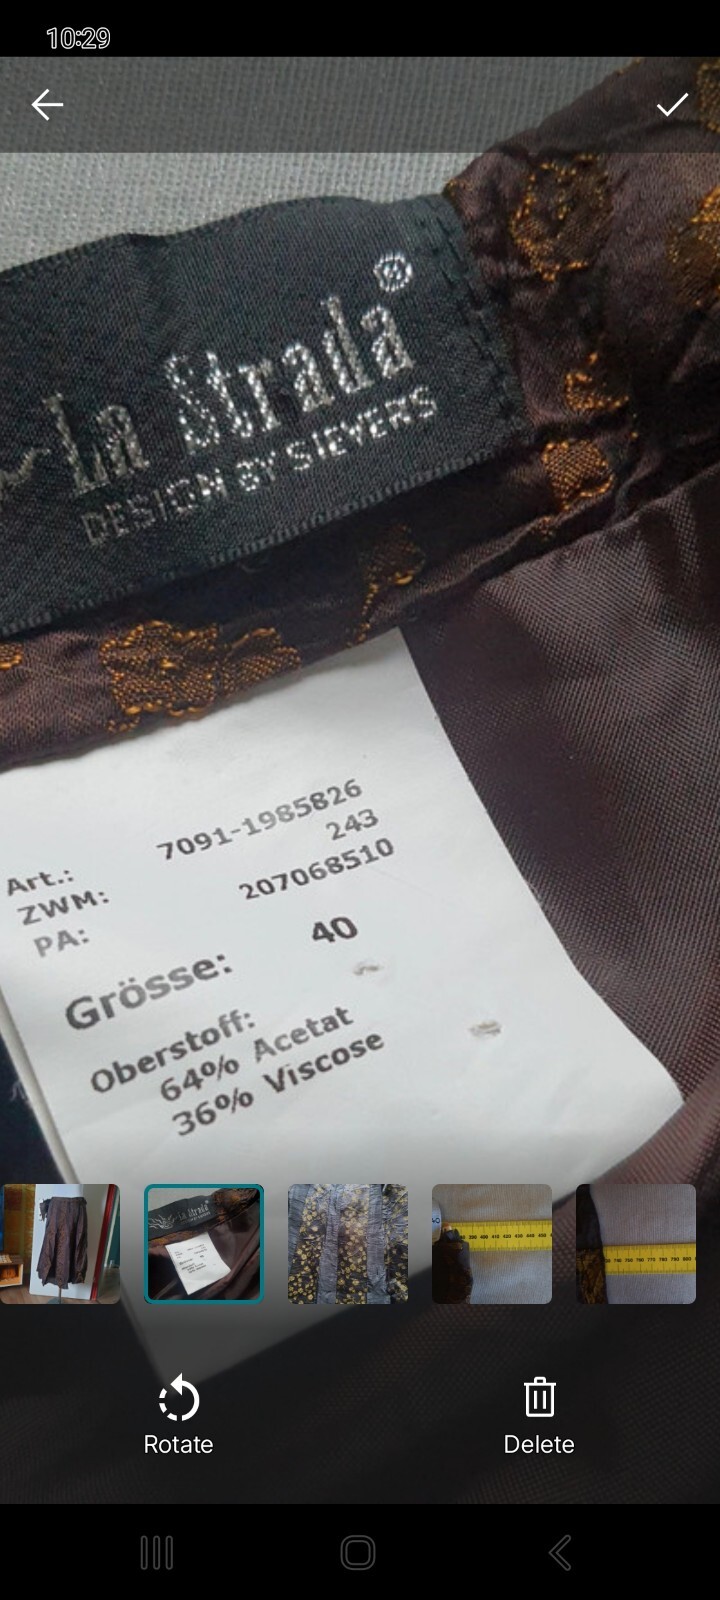 10:29
La Strada®
DESIGN BY SIEVERS
Art.: 7091-1985826
ZWM: 243
PA: 207068510
Grösse: 40
Oberstoff:
64% Acetat
36% Viscose
Rotate
Delete